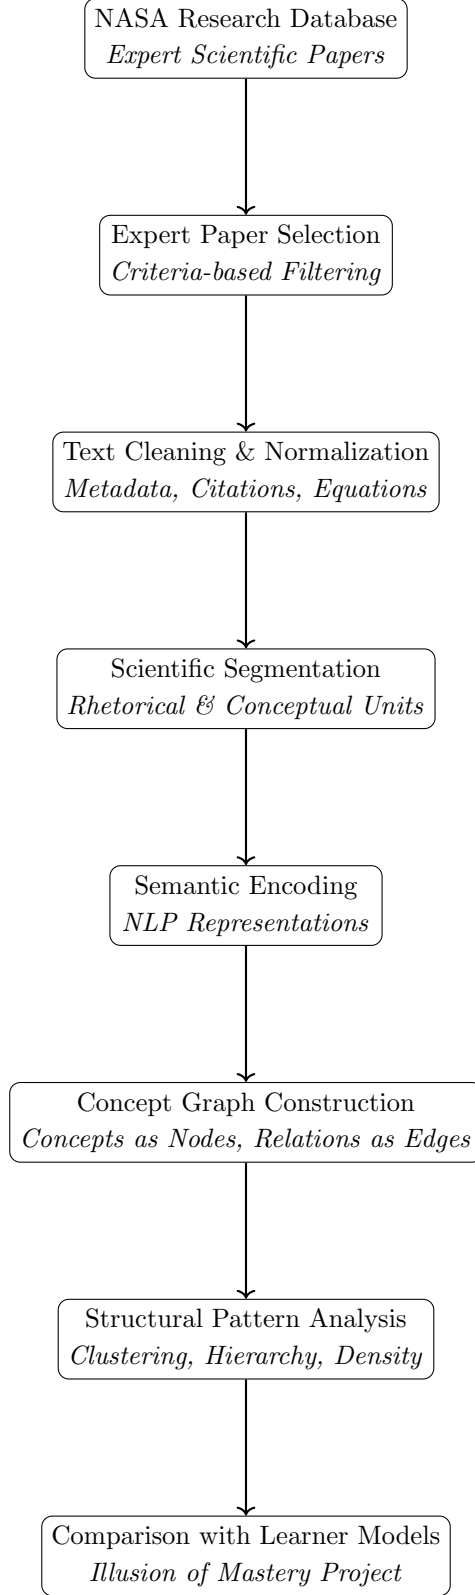 NASA Research Database
Expert Scientific Papers
Expert Paper Selection
Criteria-based Filtering
Text Cleaning & Normalization
Metadata, Citations, Equations
Scientific Segmentation
Rhetorical & Conceptual Units
Semantic Encoding
NLP Representations
Concept Graph Construction
Concepts as Nodes, Relations as Edges
Structural Pattern Analysis
Clustering, Hierarchy, Density
Comparison with Learner Models
Illusion of Mastery Project